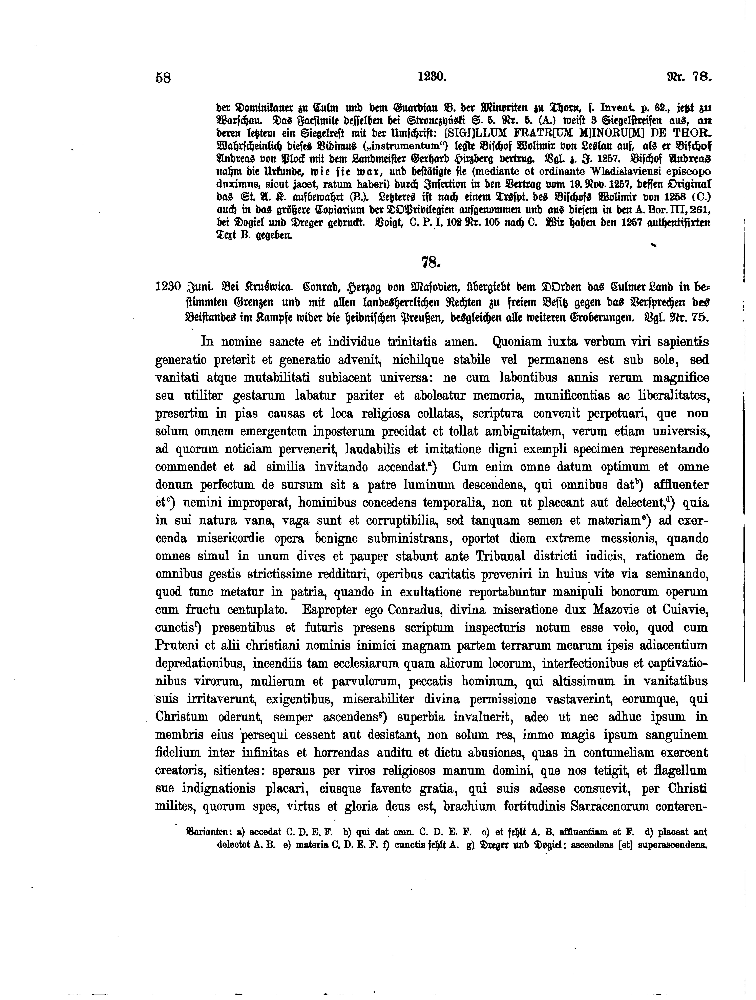 58 1230. Nr. 78.
der Dominikaner zu Culm und dem Guardian B. der Minoriten zu Thorn, s. Invent. p. 62., jetzt zu
Warschau. Das Facsimile desselben bei Stronczyński S. 5. Nr. 5. (A.) weist 3 Siegelstreifen aus, an
deren letztem ein Siegelrest mit der Umschrift: [SIGI]LLUM FRATR[UM M]INORU[M] DE THOR.
Wahrscheinlich dieses Vidimus („instrumentum“) legte Bischof Wolimir von Leslau auf, als er Bischof
Andreas von Plock mit dem Landmeister Gerhard Hirzberg vertrug. Vgl. z. J. 1257. Bischof Andreas
nahm die Urkunde, wie sie war, und bestätigte sie (mediante et ordinante Wladislaviensi episcopo
duximus, sicut jacet, ratum haberi) durch Insertion in den Vertrag vom 19. Nov. 1257, dessen Original
das St. A. K. aufbewahrt (B.). Letzteres ist nach einem Trsspt. des Bischofs Wolimir von 1258 (C.)
auch in das größere Copiarium der DOPrivilegien aufgenommen und aus diesem in den A. Bor. III, 261,
bei Dogiel und Dreger gedruckt. Voigt, C. P. I, 102 Nr. 105 nach C. Wir haben den 1257 authentisirten
Text B. gegeben.
78.
1230 Juni. Bei Kruświca. Conrad, Herzog von Masovien, übergiebt dem DOrden das Culmer Land in be-
stimmten Grenzen und mit allen landesherrlichen Rechten zu freiem Besitz gegen das Versprechen des
Beistandes im Kampfe wider die heidnischen Preußen, desgleichen alle weiteren Eroberungen. Vgl. Nr. 75.
In nomine sancte et individue trinitatis amen. Quoniam iuxta verbum viri sapientis
generatio preterit et generatio advenit, nichilque stabile vel permanens est sub sole, sed
vanitati atque mutabilitati subiacent universa: ne cum labentibus annis rerum magnifice
seu utiliter gestarum labatur pariter et aboleatur memoria, munificentias ac liberalitates,
presertim in pias causas et loca religiosa collatas, scriptura convenit perpetuari, que non
solum omnem emergentem inposterum precidat et tollat ambiguitatem, verum etiam universis,
ad quorum noticiam pervenerit, laudabilis et imitatione digni exempli specimen representando
commendet et ad similia invitando accendat.a) Cum enim omne datum optimum et omne
donum perfectum de sursum sit a patre luminum descendens, qui omnibus datb) affluenter
etc) nemini improperat, hominibus concedens temporalia, non ut placeant aut delectent,d) quia
in sui natura vana, vaga sunt et corruptibilia, sed tanquam semen et materiame) ad exer-
cenda misericordie opera benigne subministrans, oportet diem extreme messionis, quando
omnes simul in unum dives et pauper stabunt ante Tribunal districti iudicis, rationem de
omnibus gestis strictissime reddituri, operibus caritatis preveniri in huius vite via seminando,
quod tunc metatur in patria, quando in exultatione reportabuntur manipuli bonorum operum
cum fructu centuplato. Eapropter ego Conradus, divina miseratione dux Mazovie et Cuiavie,
cunctisf) presentibus et futuris presens scriptum inspecturis notum esse volo, quod cum
Pruteni et alii christiani nominis inimici magnam partem terrarum mearum ipsis adiacentium
depredationibus, incendiis tam ecclesiarum quam aliorum locorum, interfectionibus et captivatio-
nibus virorum, mulierum et parvulorum, peccatis hominum, qui altissimum in vanitatibus
suis irritaverunt, exigentibus, miserabiliter divina permissione vastaverint, eorumque, qui
Christum oderunt, semper ascendensg) superbia invaluerit, adeo ut nec adhuc ipsum in
membris eius persequi cessent aut desistant, non solum res, immo magis ipsum sanguinem
fidelium inter infinitas et horrendas auditu et dictu abusiones, quas in contumeliam exercent
creatoris, sitientes: sperans per viros religiosos manum domini, que nos tetigit, et flagellum
sue indignationis placari, eiusque favente gratia, qui suis adesse consuevit, per Christi
milites, quorum spes, virtus et gloria deus est, brachium fortitudinis Sarracenorum conteren-
Varianten: a) accedat C. D. E. F. b) qui dat omn. C. D. E. F. c) et fehlt A. B. affluentiam et F. d) placeat aut
delectet A. B. e) materia C. D. E. F. f) cunctis fehlt A. g) Dreger und Dogiel: ascendens [et] superascendens.